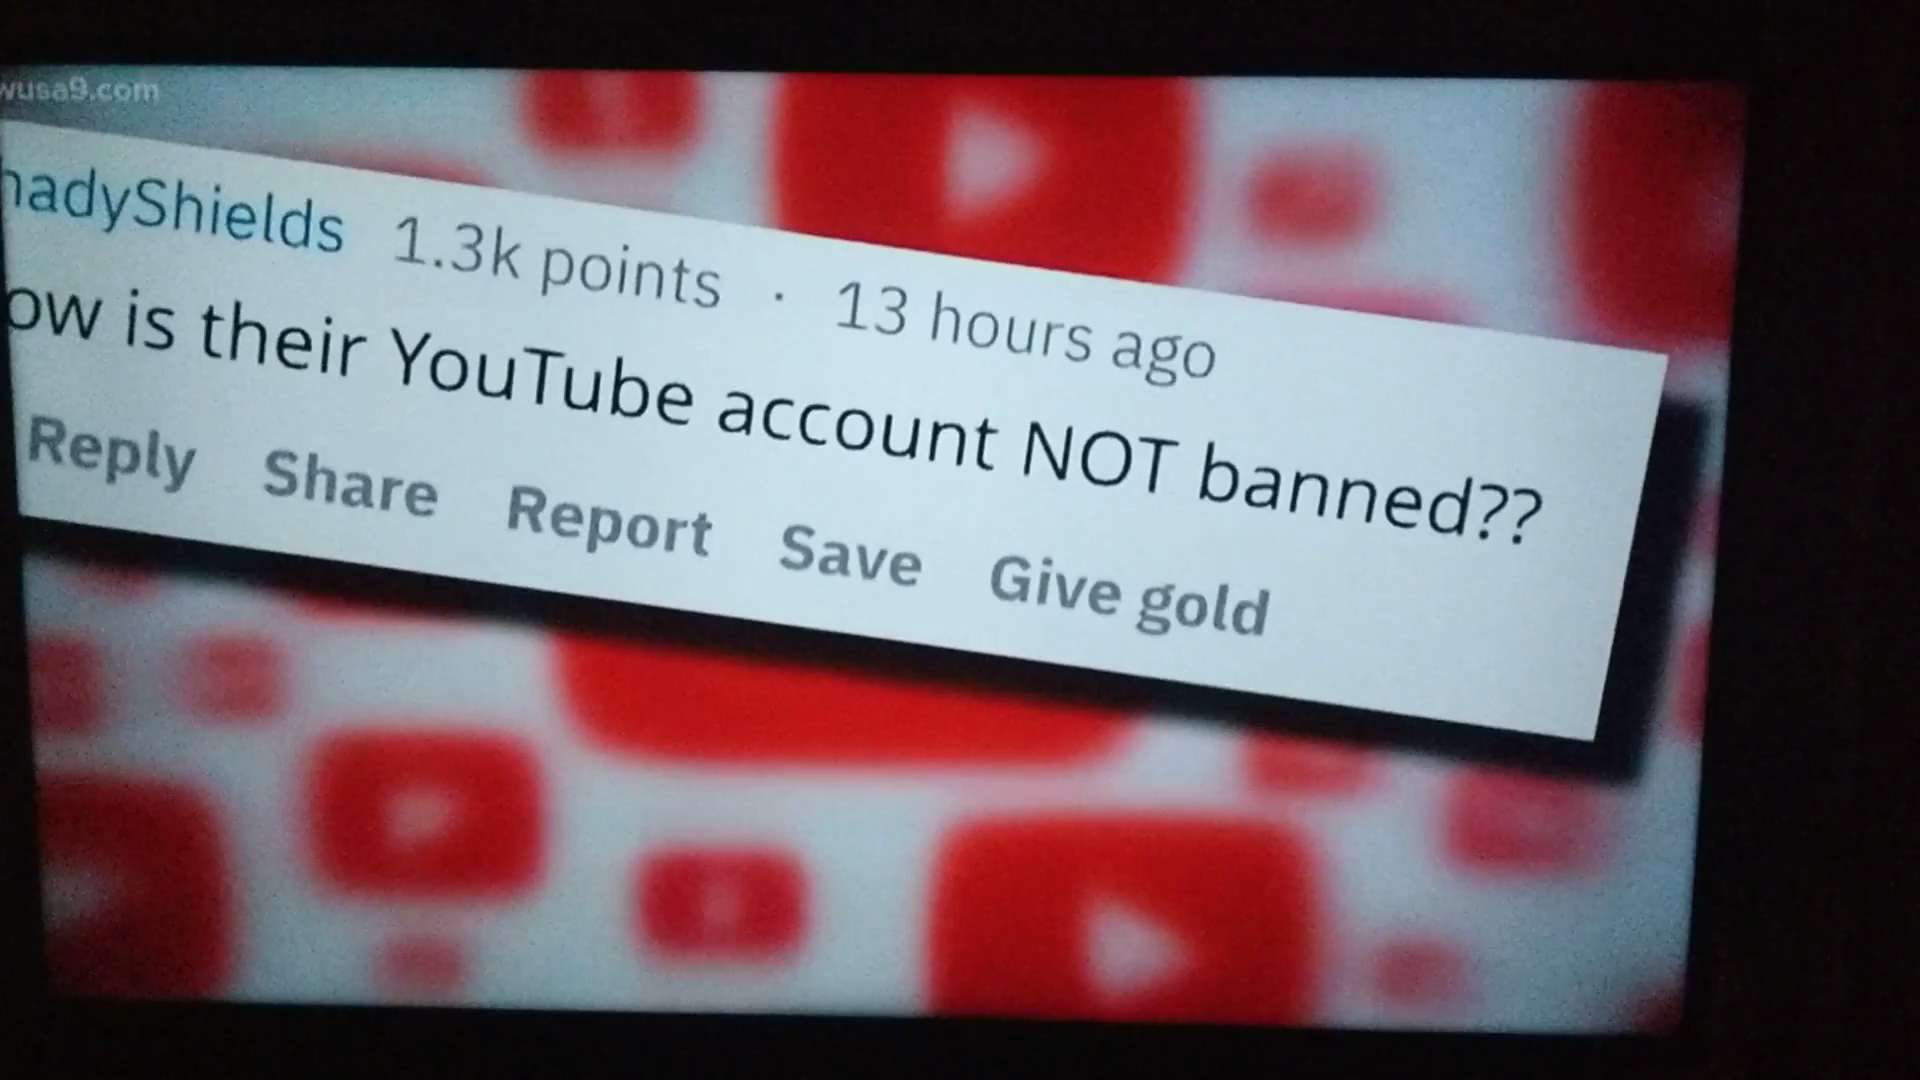 wusa9.com
hadyShields 1.3k points · 13 hours ago
ow is their YouTube account NOT banned??
Reply Share Report Save Give gold